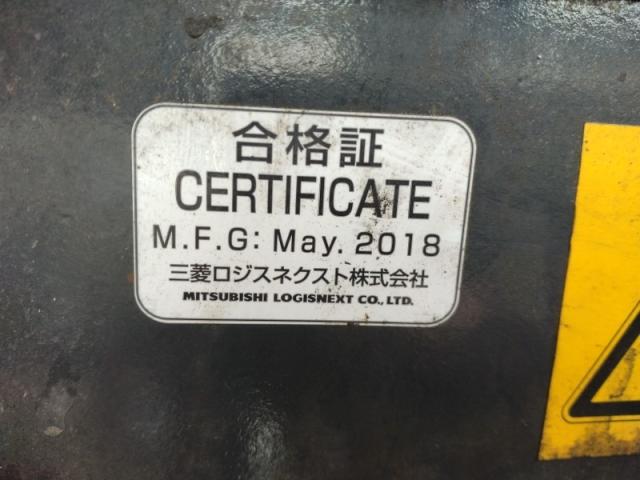 合格証
CERTIFICATE
M.F.G: May. 2018
三菱ロジスネクスト株式会社
MITSUBISHI LOGISNEXT CO., LTD.